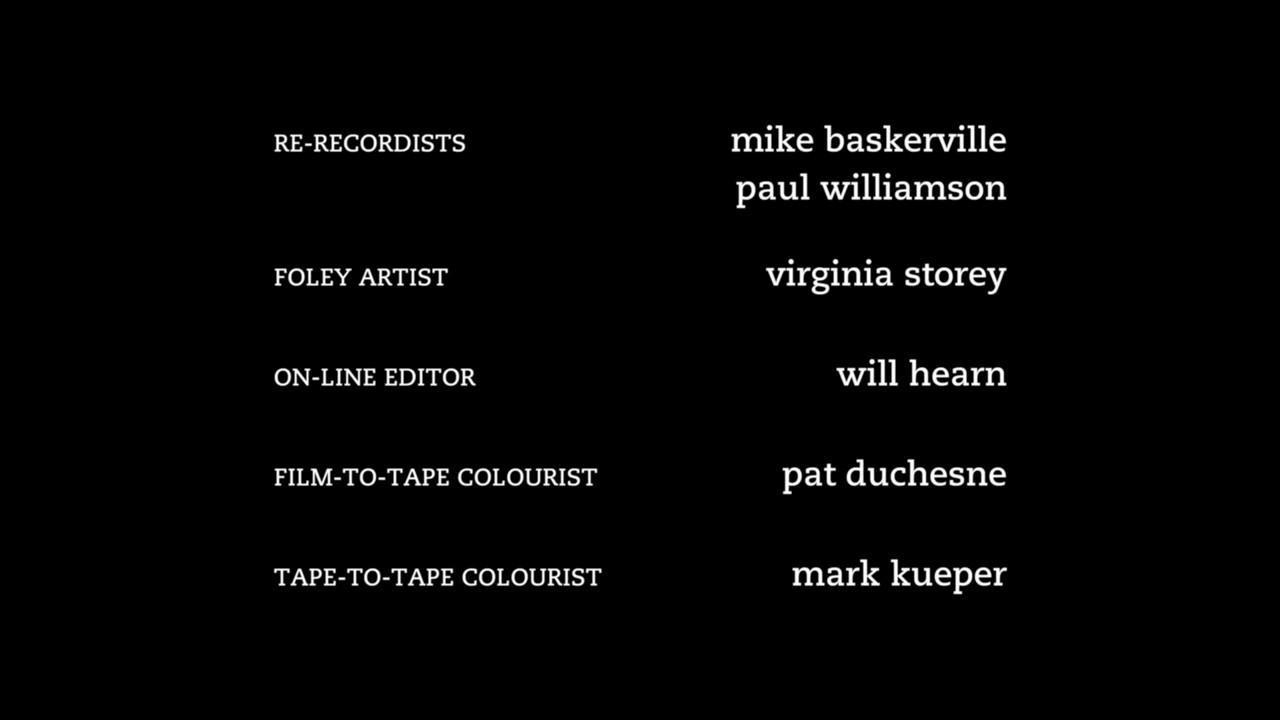 RE-RECORDISTS mike baskerville
paul williamson
FOLEY ARTIST virginia storey
ON-LINE EDITOR will hearn
FILM-TO-TAPE COLOURIST pat duchesne
TAPE-TO-TAPE COLOURIST mark kueper